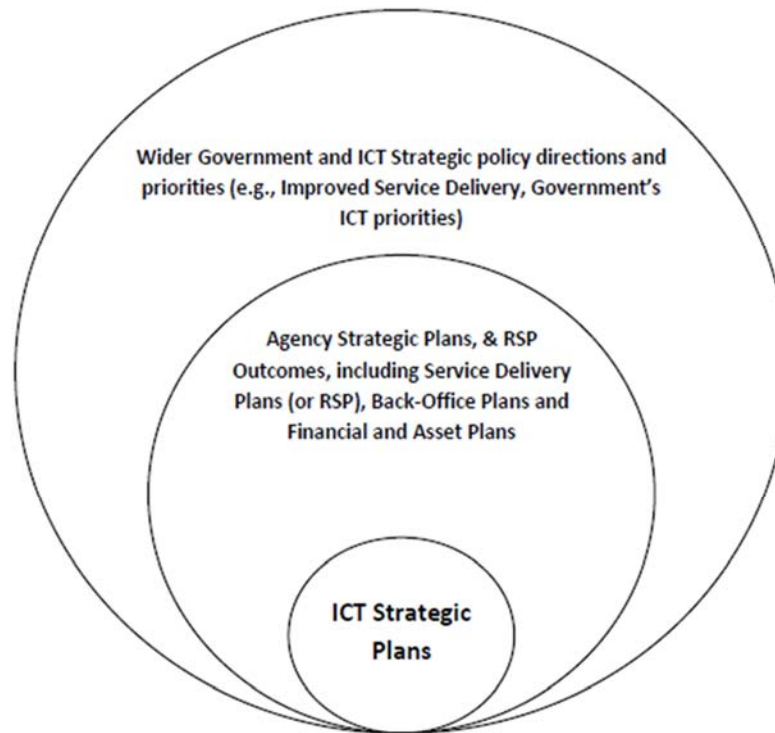 Wider Government and ICT Strategic policy directions and
priorities (e.g., Improved Service Delivery, Government's
ICT priorities)
Agency Strategic Plans, & RSP
Outcomes, including Service Delivery
Plans (or RSP), Back-Office Plans and
Financial and Asset Plans
ICT Strategic
Plans